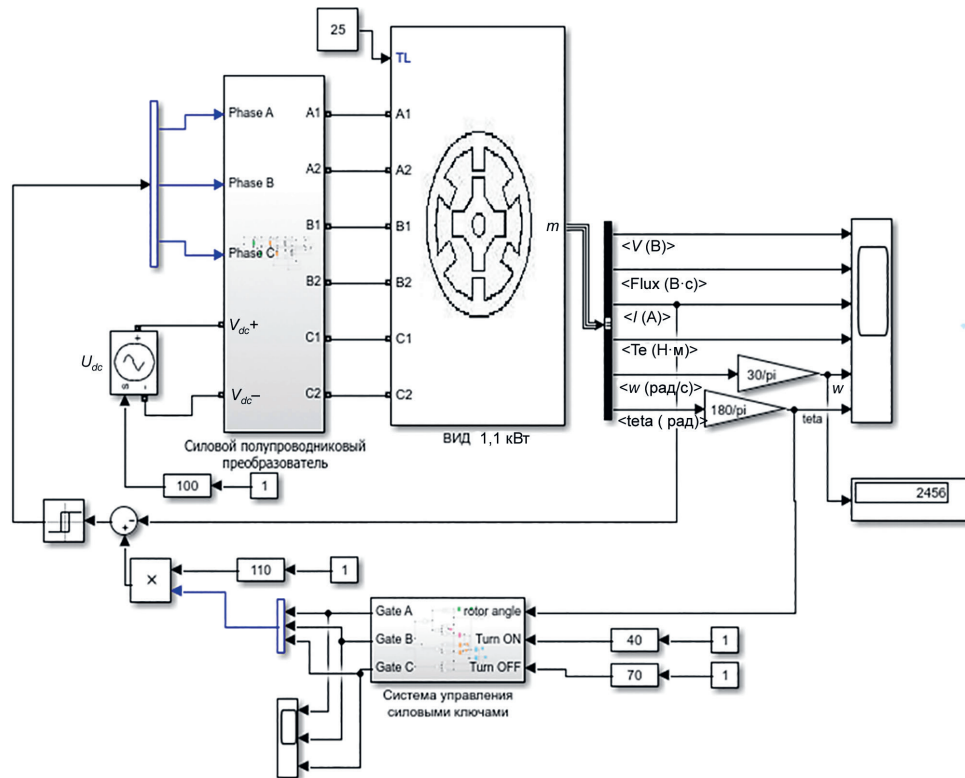 25
TL
Phase A
Phase B
Phase C
V_dc+
V_dc−
A1
A2
B1
B2
C1
C2
A1
A2
B1
B2
C1
C2
m
U_dc
+
s
-
Силовой полупроводниковый
преобразователь
ВИД 1,1 кВт
<V (В)>
<Flux (В·с)>
<I (А)>
<Te (Н·м)>
<w (рад/с)>
<teta ( рад)>
30/pi
180/pi
w
teta
2456
100
1
+
−
×
110
1
Gate A
Gate B
Gate C
rotor angle
Turn ON
Turn OFF
40
1
70
1
Система управления
силовыми ключами